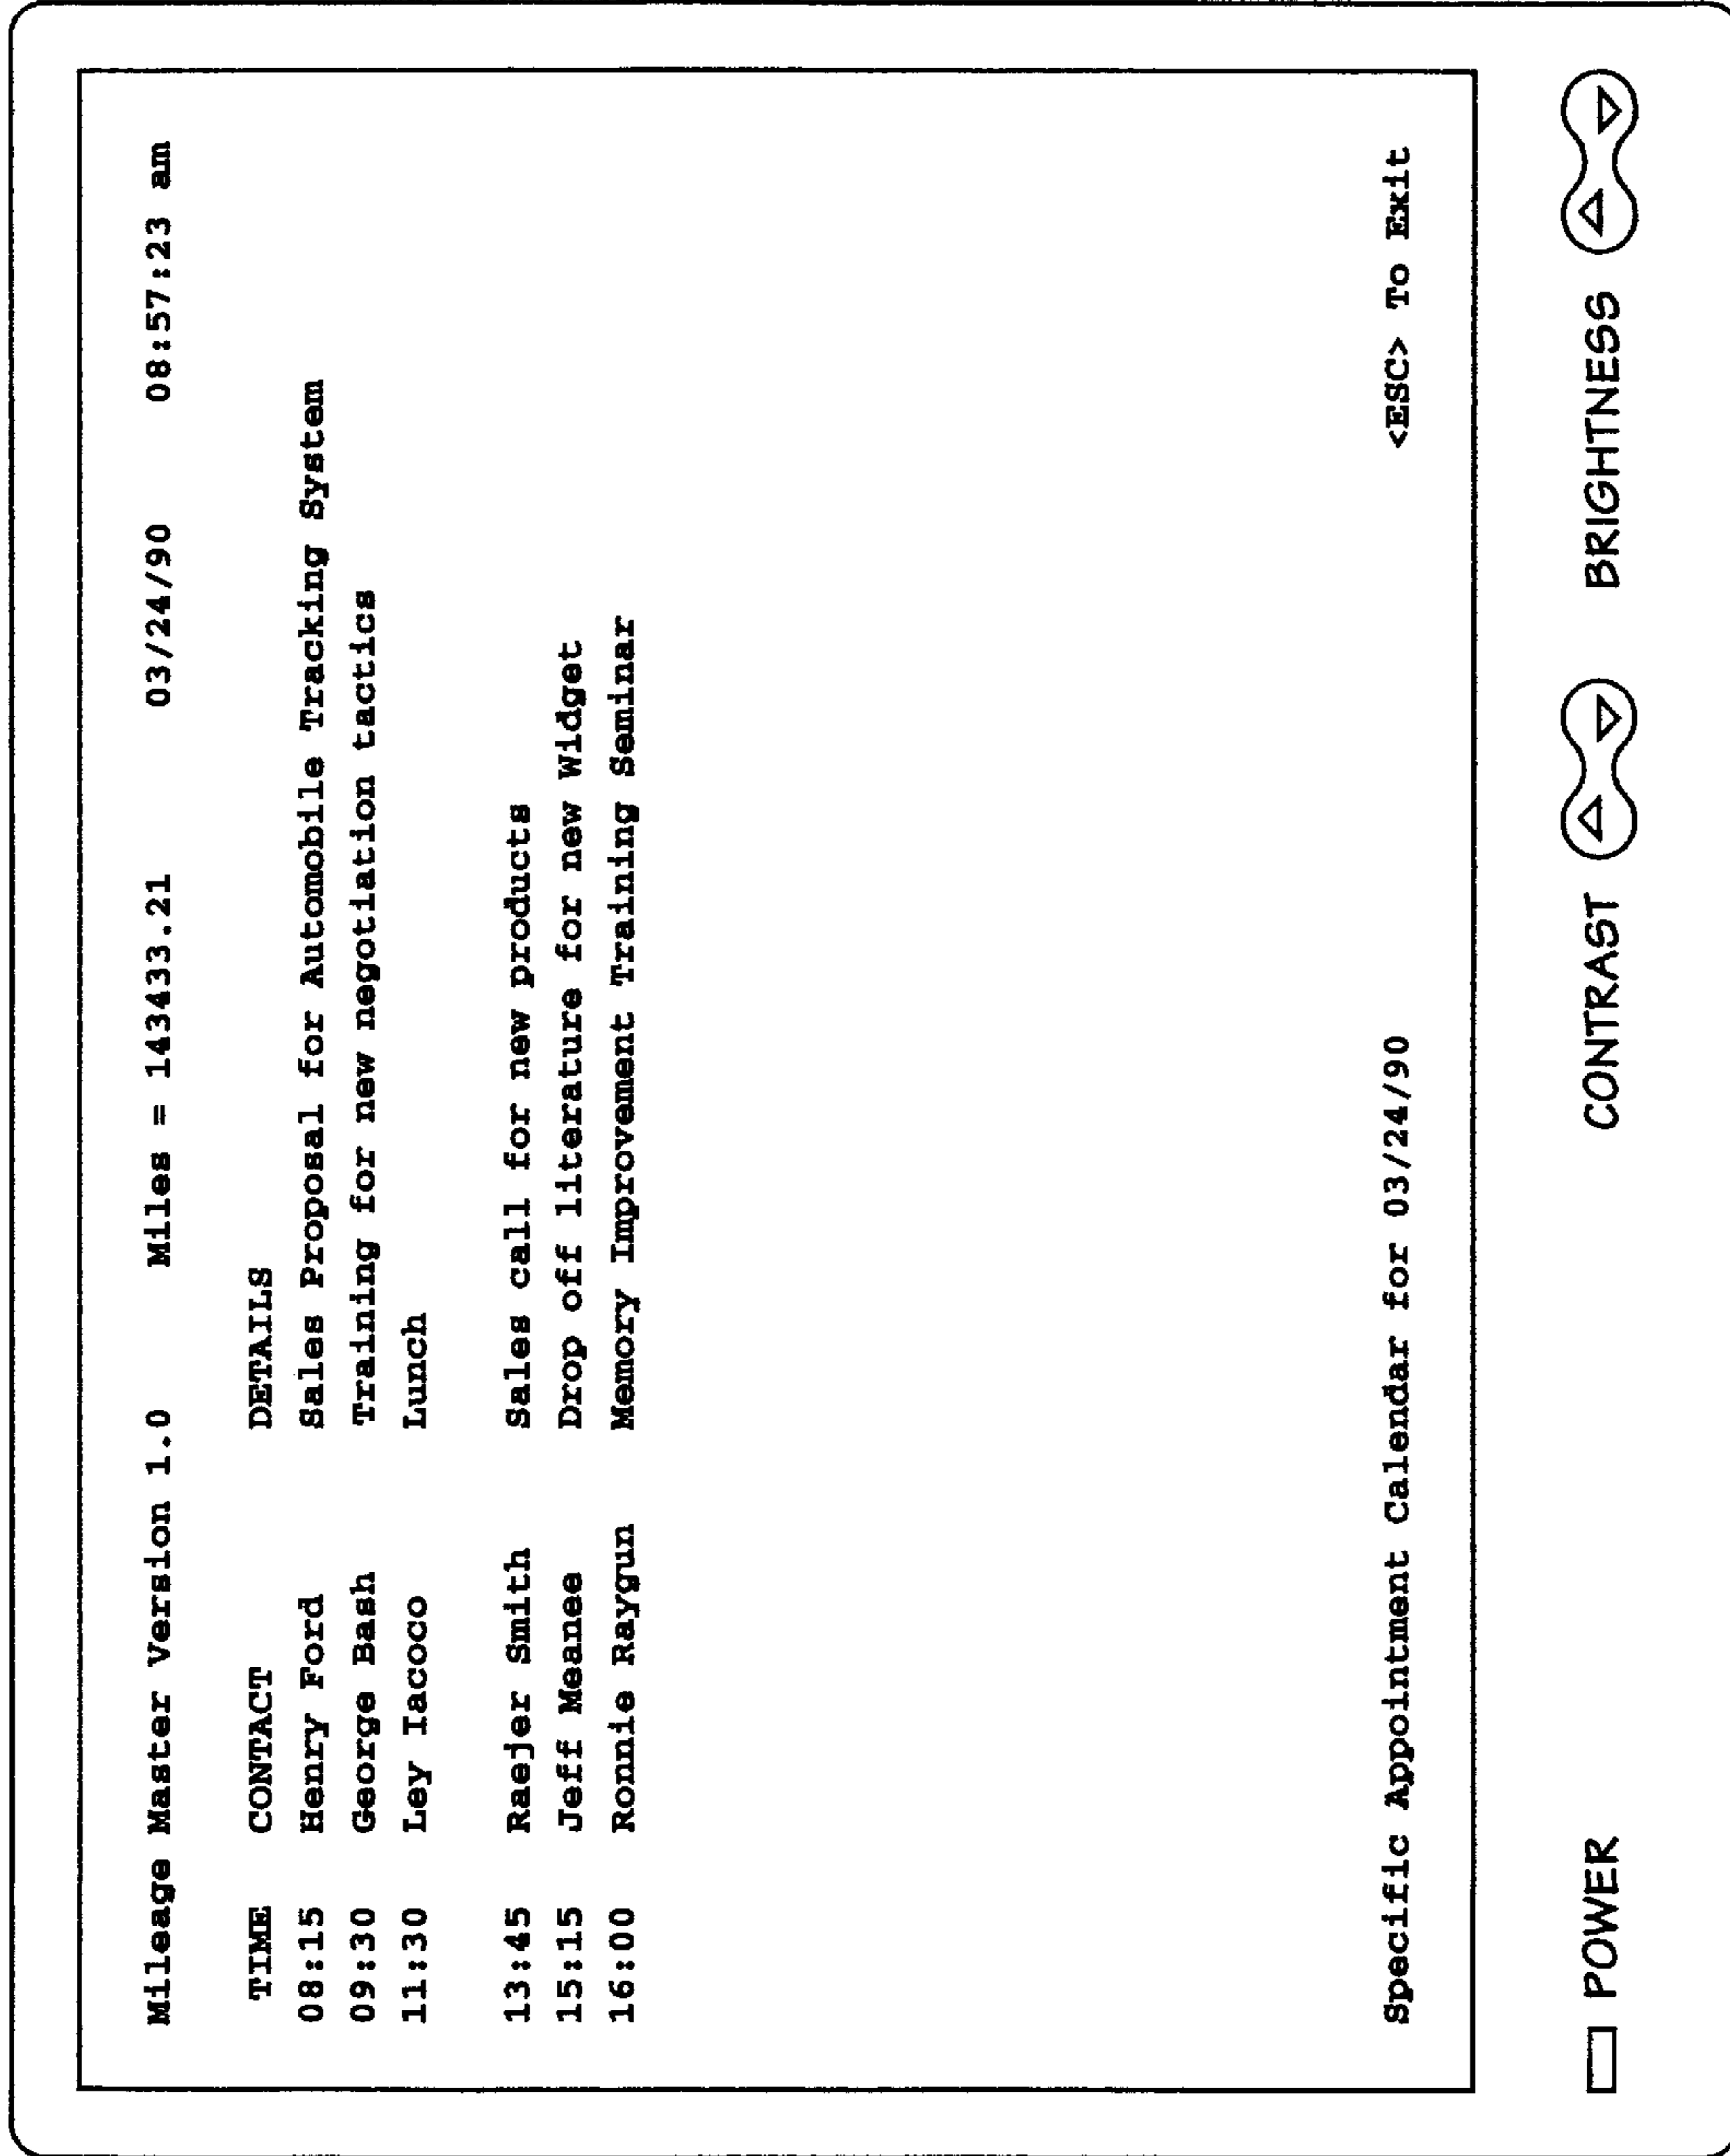 Mileage Master Version 1.0 Miles = 143433.21 03/24/90 08:57:23 am
TIME CONTACT DETAILS
08:15 Henry Ford Sales Proposal for Automobile Tracking System
09:30 George Bash Training for new negotiation tactics
11:30 Ley Iacoco Lunch
13:45 Raejer Smith Sales call for new products
15:15 Jeff Meanee Drop off literature for new Widget
16:00 Ronnie Raygun Memory Improvement Training Seminar
Specific Appointment Calendar for 03/24/90 <ESC> To Exit
POWER CONTRAST BRIGHTNESS